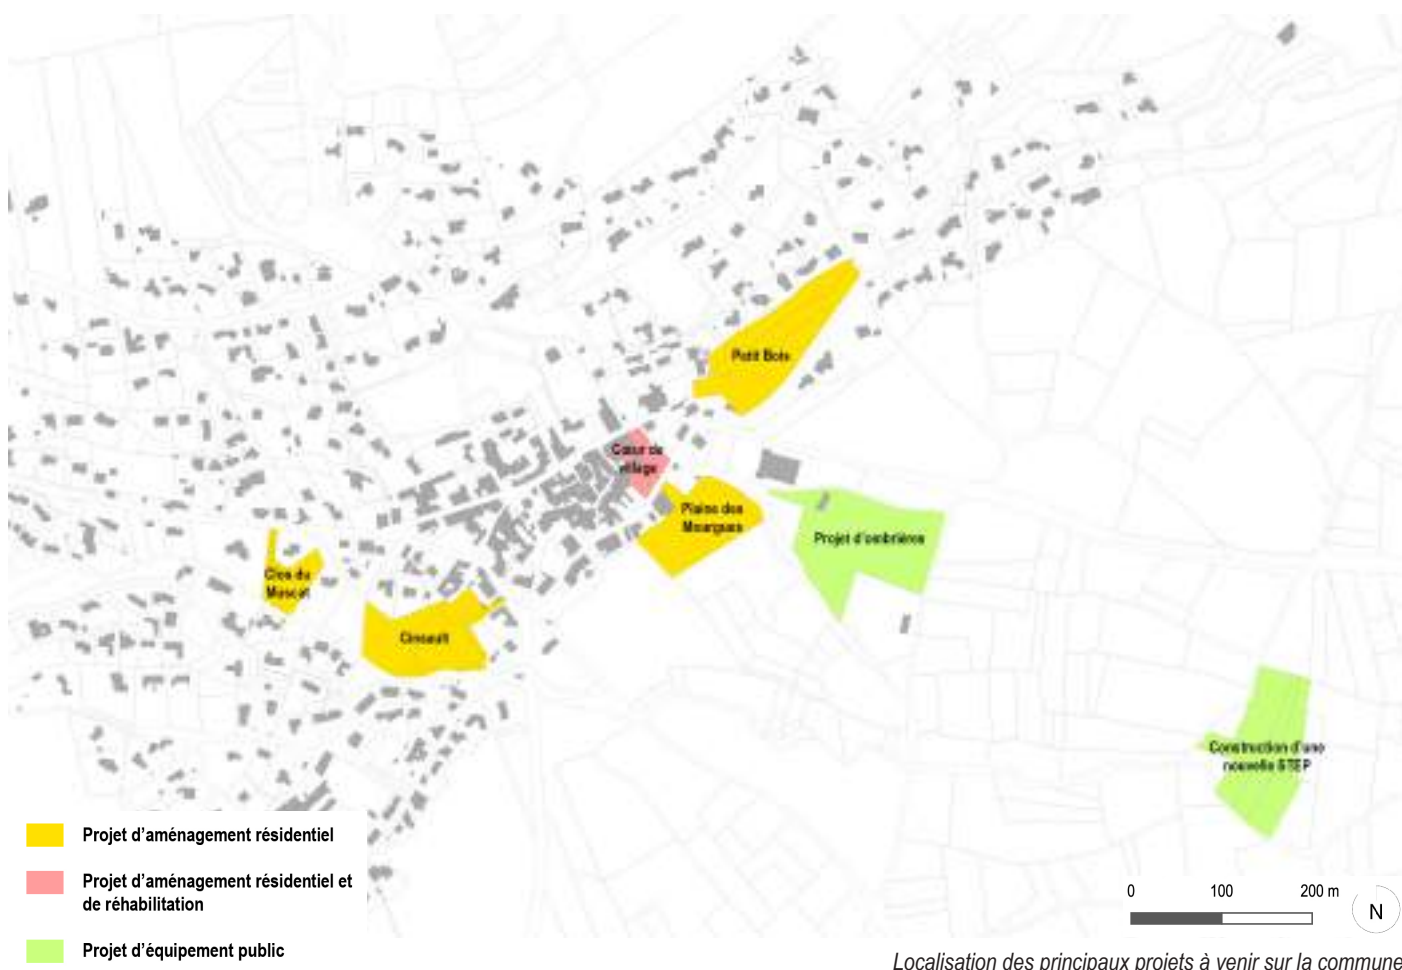 Petit Bois
Cœur de
village
Plaine des
Mourgues
Projet d'ombrières
Clos du
Muscat
Cinsault
Construction d'une
nouvelle STEP
Projet d'aménagement résidentiel
Projet d'aménagement résidentiel et
de réhabilitation
Projet d'équipement public
0 100 200 m
N
Localisation des principaux projets à venir sur la commune